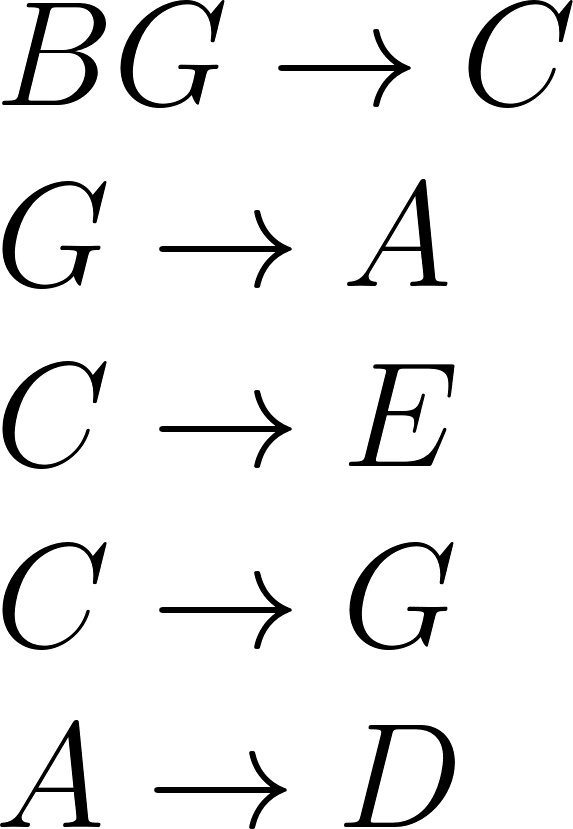 BG → C
G → A
C → E
C → G
A → D